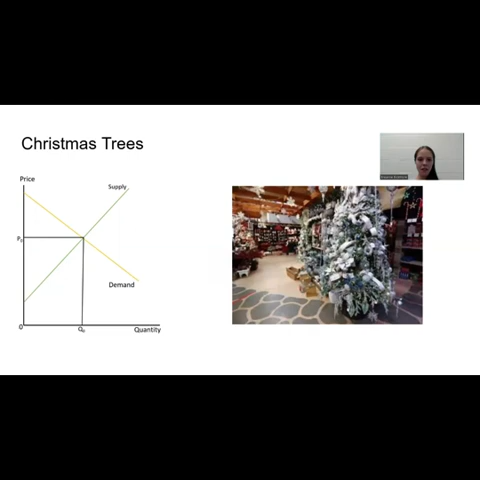 Christmas Trees
Price
Supply
P₀
Demand
0
Q₀
Quantity